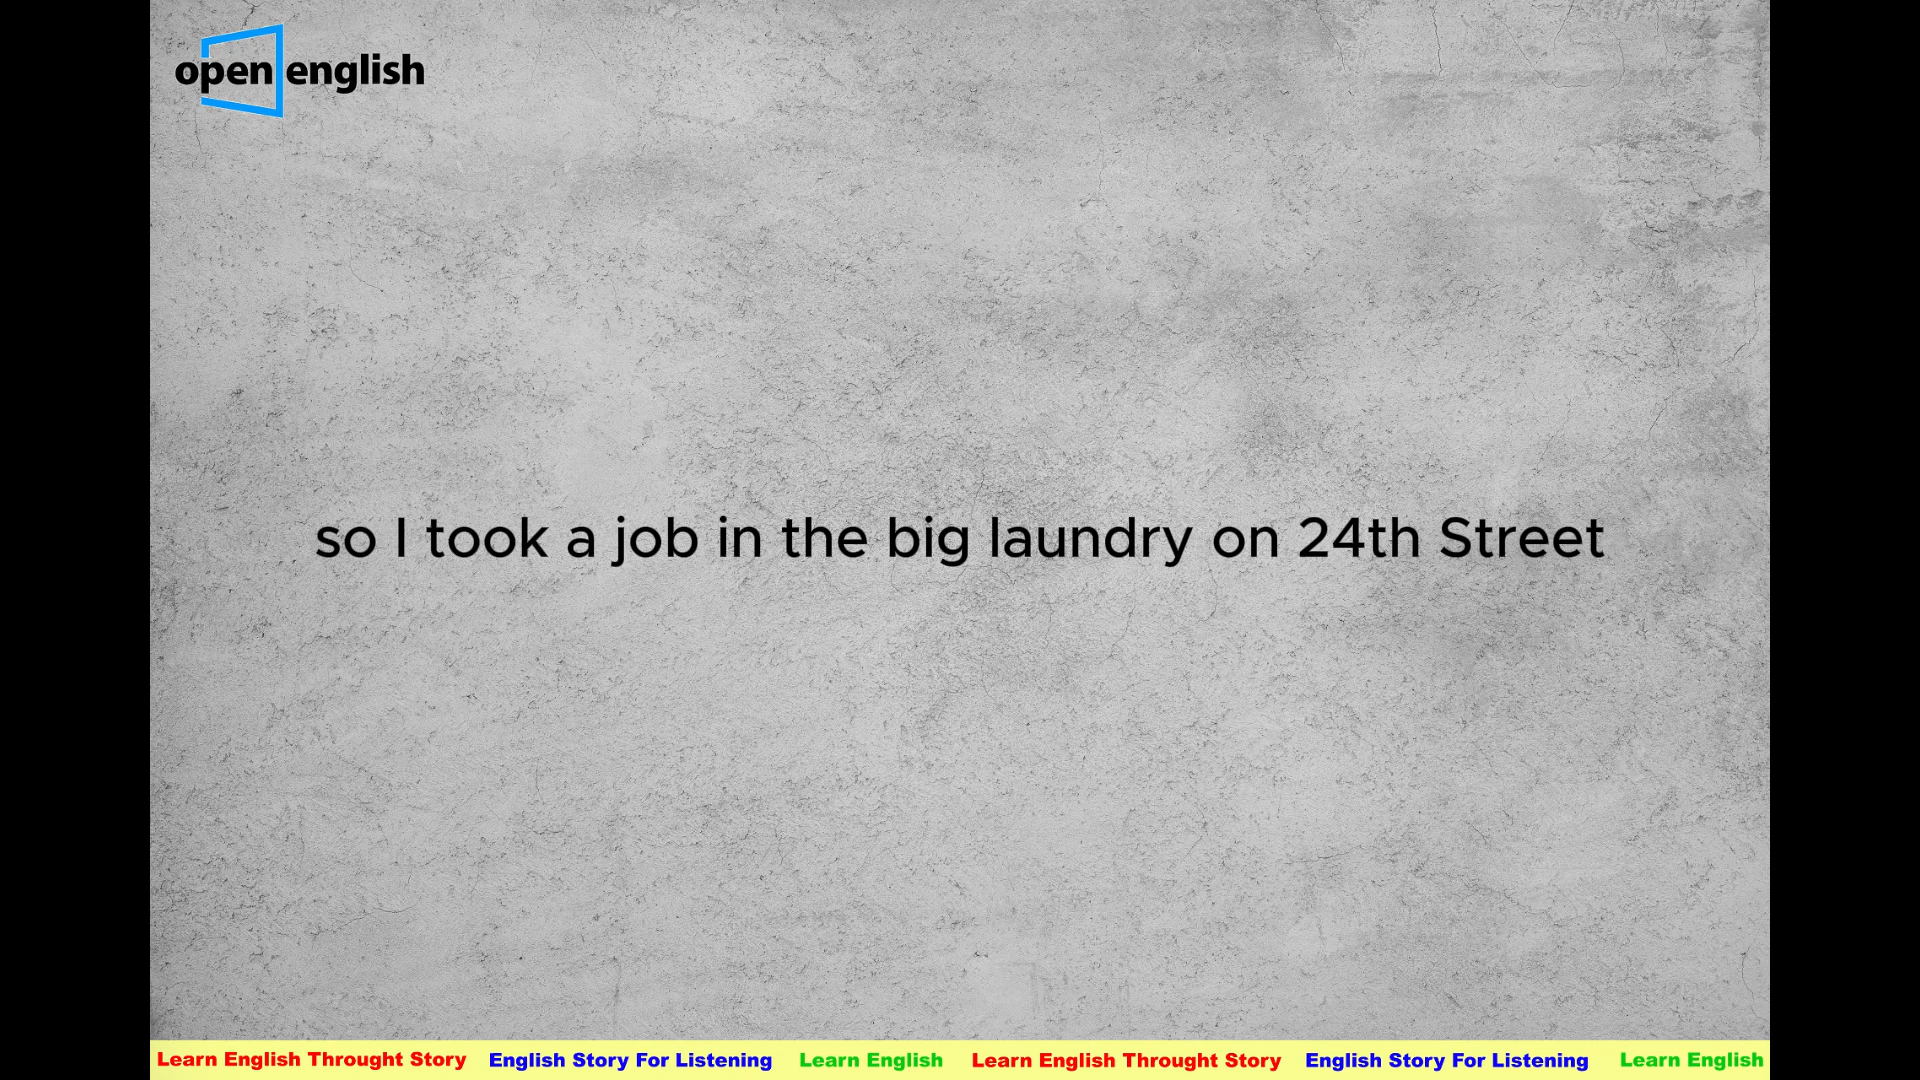 open english
so I took a job in the big laundry on 24th Street
Learn English Throught Story English Story For Listening Learn English Learn English Throught Story English Story For Listening Learn English